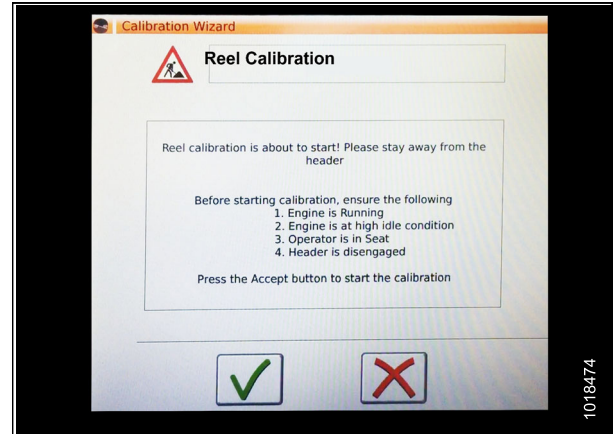 Calibration Wizard
Reel Calibration
Reel calibration is about to start! Please stay away from the
header
Before starting calibration, ensure the following
1. Engine is Running
2. Engine is at high idle condition
3. Operator is in Seat
4. Header is disengaged
Press the Accept button to start the calibration
1018474